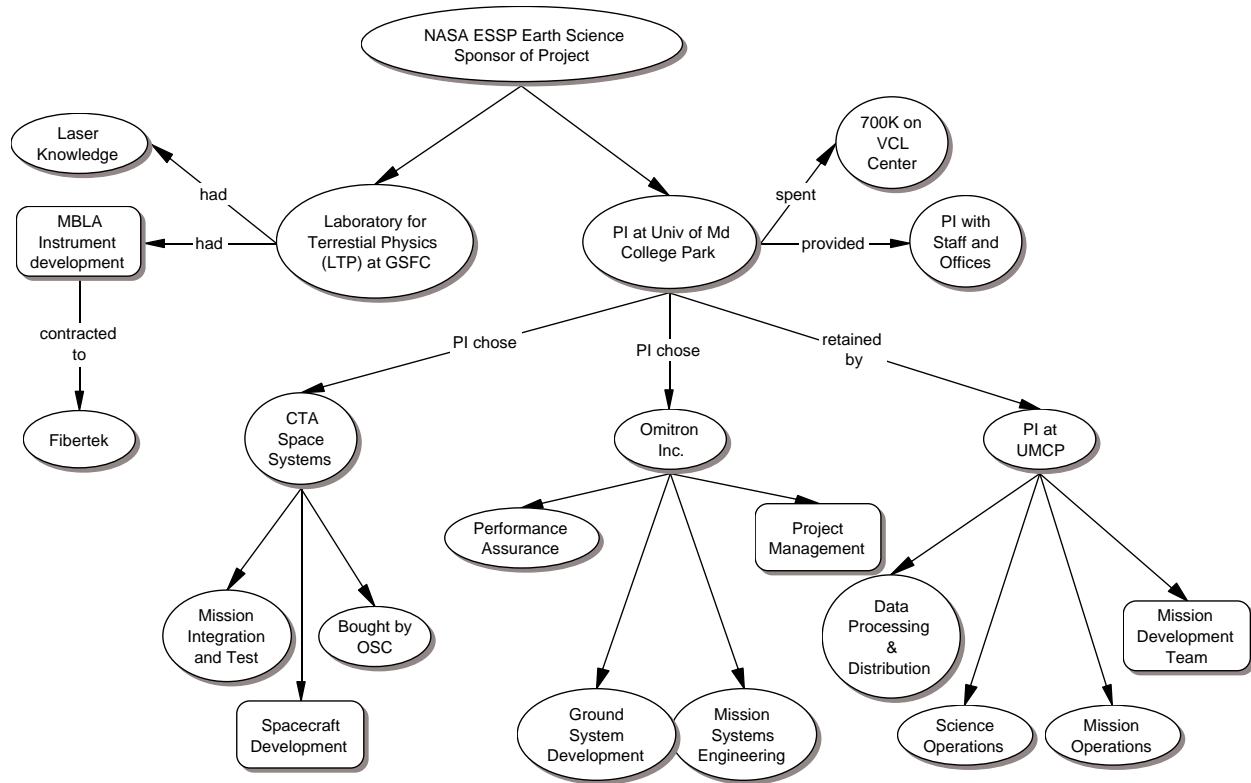 NASA ESSP Earth Science
Sponsor of Project
Laser
Knowledge
700K on
VCL
Center
had
spent
MBLA
Instrument
development
had
Laboratory for
Terrestial Physics
(LTP) at GSFC
PI at Univ of Md
College Park
provided
PI with
Staff and
Offices
contracted
to
PI chose
PI chose
retained
by
Fibertek
CTA
Space
Systems
Omitron
Inc.
PI at
UMCP
Performance
Assurance
Project
Management
Mission
Integration
and Test
Bought by
OSC
Data
Processing
&
Distribution
Mission
Development
Team
Spacecraft
Development
Ground
System
Development
Mission
Systems
Engineering
Science
Operations
Mission
Operations